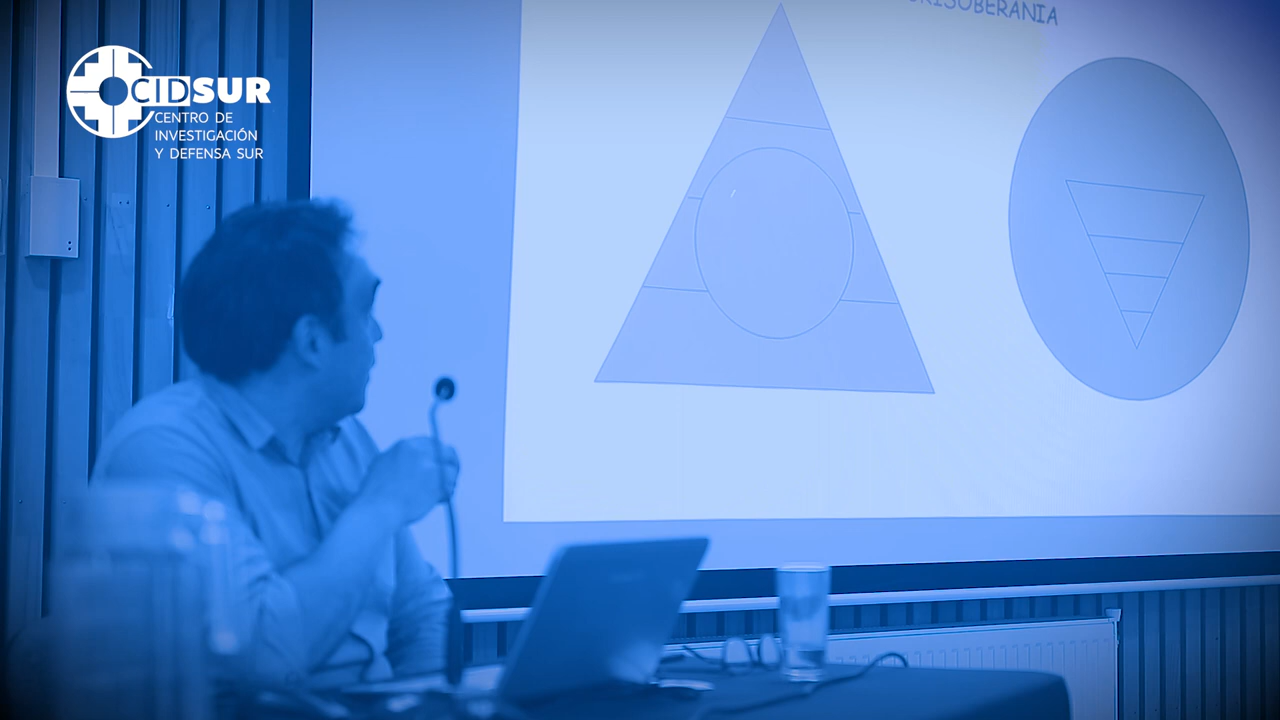 CIDSUR
CENTRO DE
INVESTIGACIÓN
Y DEFENSA SUR